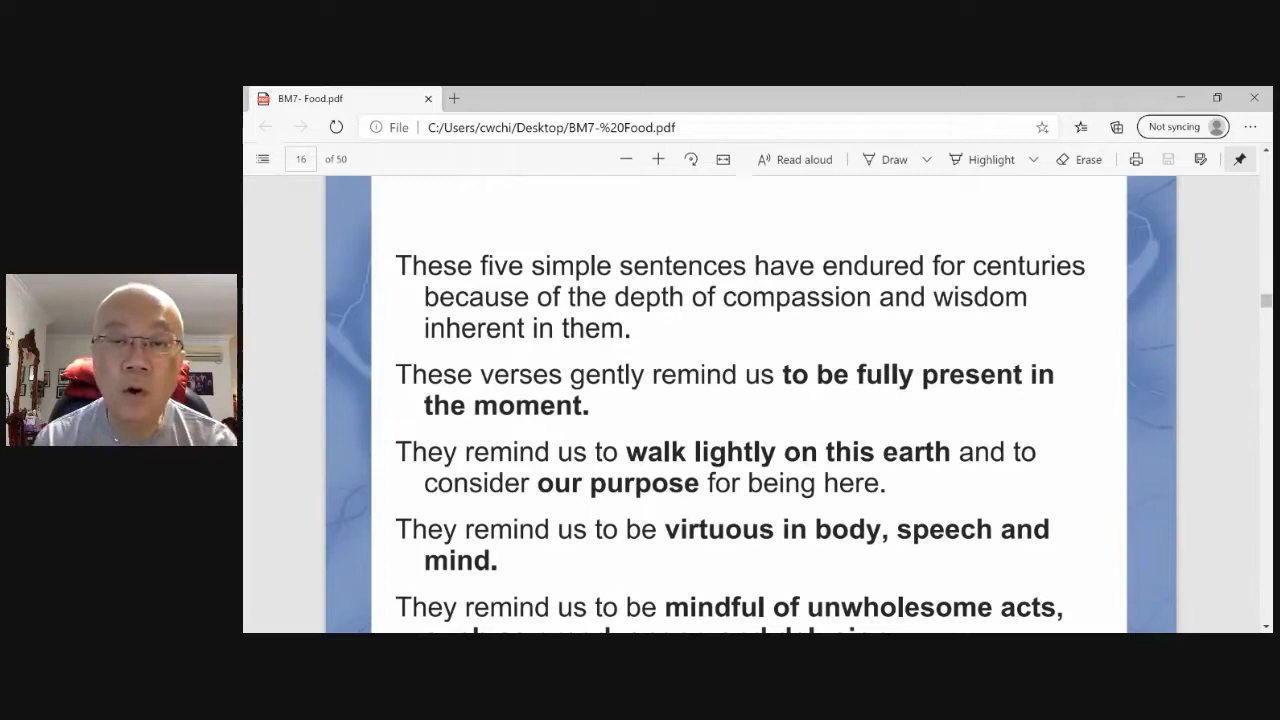 BM7- Food.pdf
File
C:/Users/cwchi/Desktop/BM7-%20Food.pdf
Not syncing
16 of 50
Read aloud
Draw
Highlight
Erase
These five simple sentences have endured for centuries
because of the depth of compassion and wisdom
inherent in them.
These verses gently remind us to be fully present in
the moment.
They remind us to walk lightly on this earth and to
consider our purpose for being here.
They remind us to be virtuous in body, speech and
mind.
They remind us to be mindful of unwholesome acts,